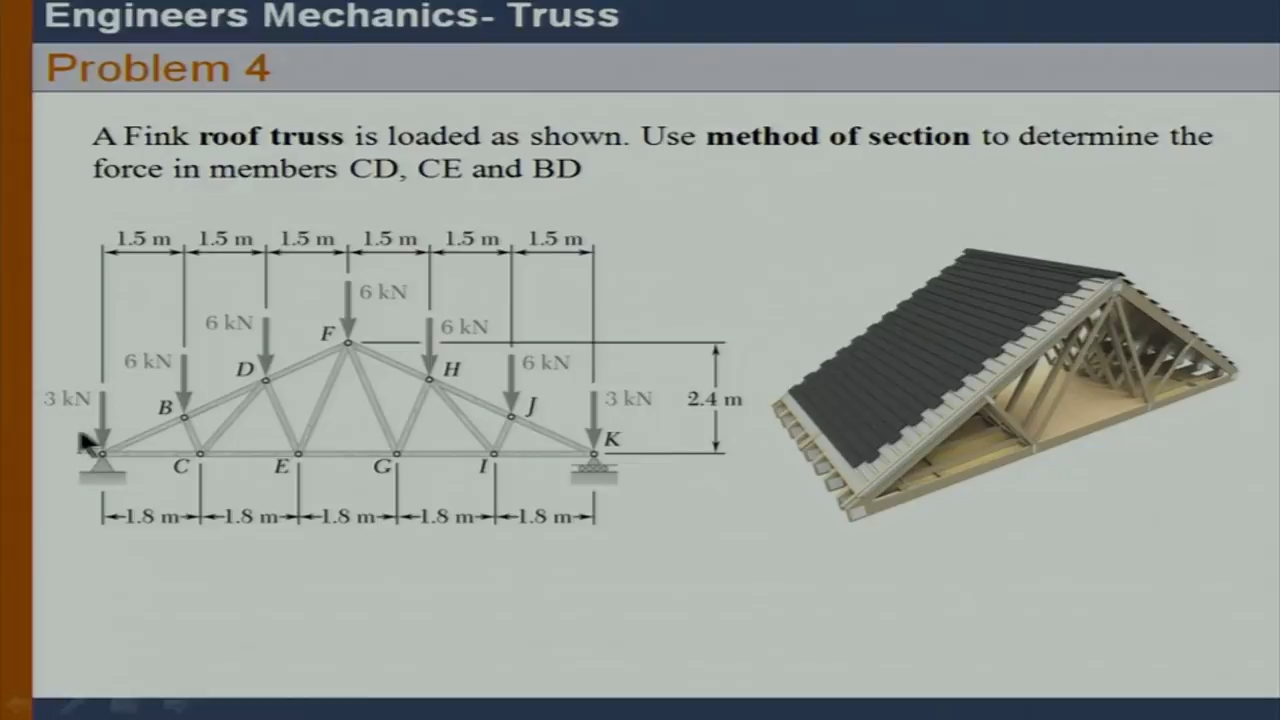 Engineers Mechanics- Truss
Problem 4
A Fink roof truss is loaded as shown. Use method of section to determine the
force in members CD, CE and BD
1.5 m 1.5 m 1.5 m 1.5 m 1.5 m 1.5 m
6 kN
6 kN F 6 kN
6 kN D H 6 kN
3 kN B J 3 kN 2.4 m
K
C E G I
1.8 m 1.8 m 1.8 m 1.8 m 1.8 m